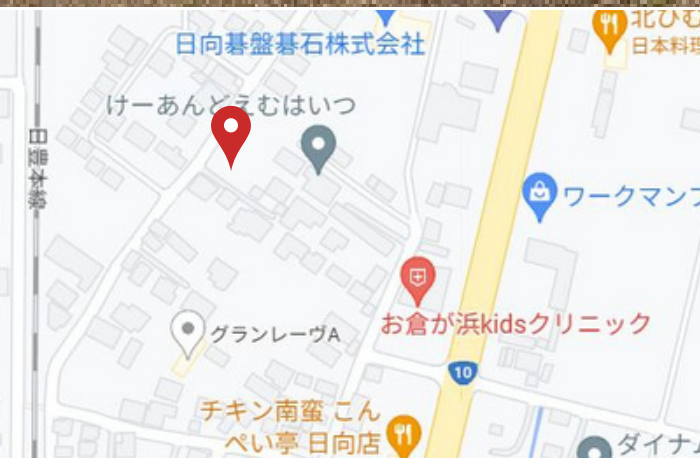 北ひむ
日本料理
日向碁盤碁石株式会社
けーあんどえむはいつ
日豊本線
ワークマンプ
お倉が浜kidsクリニック
グランレーヴA
10
チキン南蛮 こん
ぺい亭 日向店
ダイナム